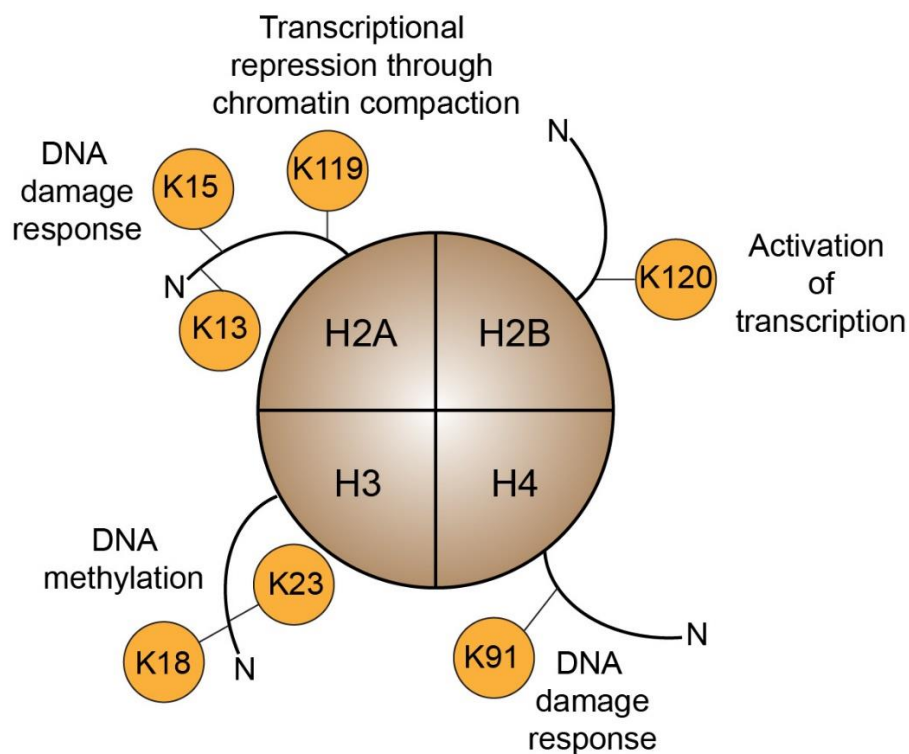 Transcriptional
repression through
chromatin compaction
DNA
damage
response
K15
K119
N
K13
N
K120
Activation
of
transcription
H2A
H2B
H3
H4
DNA
methylation
K23
K18
N
K91
N
DNA
damage
response